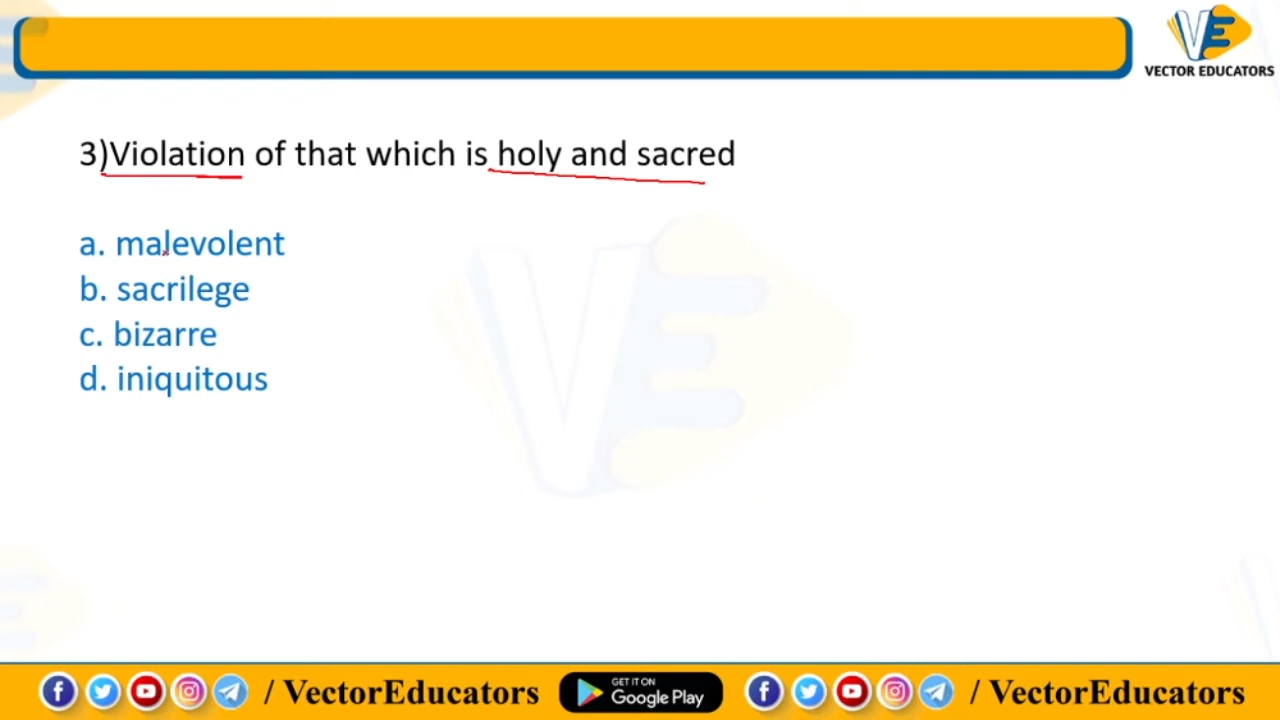 VE
VECTOR EDUCATORS
3)Violation of that which is holy and sacred
a. malevolent
b. sacrilege
c. bizarre
d. iniquitous
/ VectorEducators GET IT ON Google Play / VectorEducators